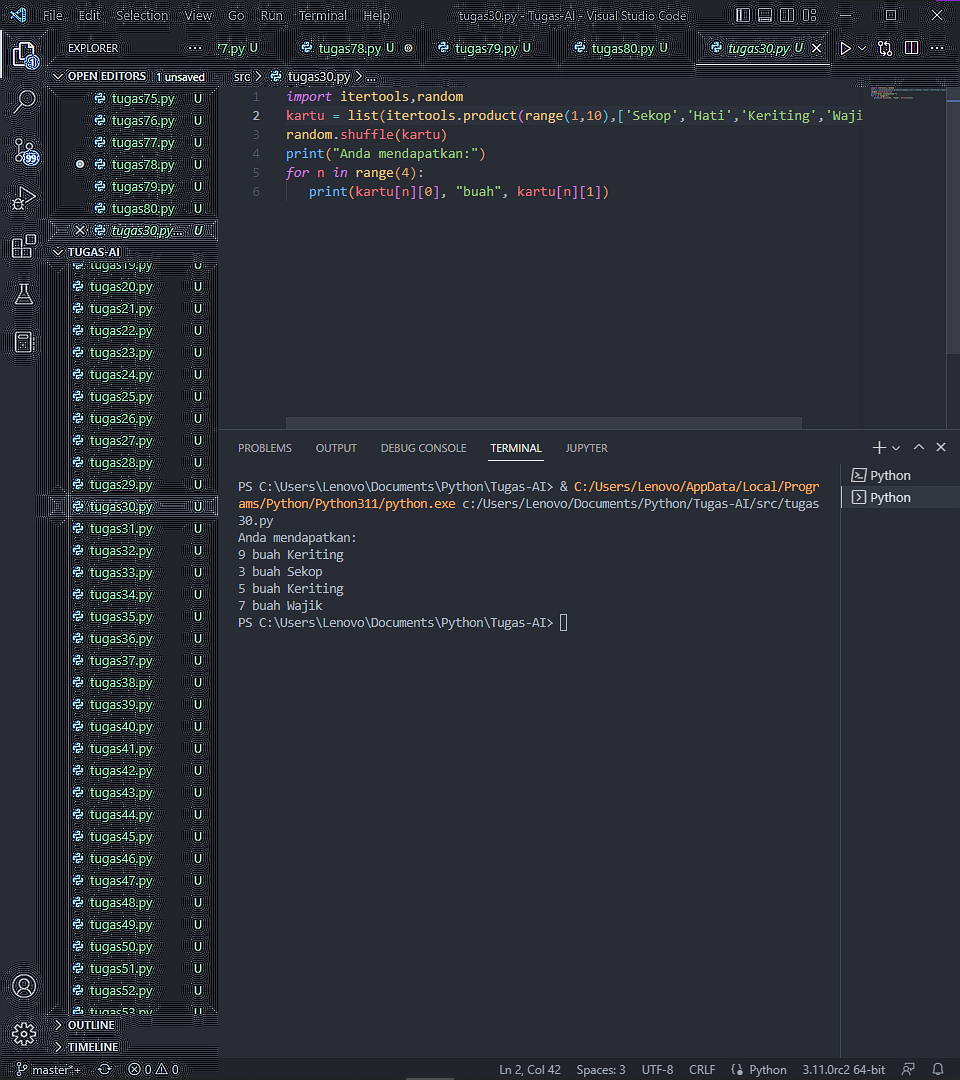 File Edit Selection View Go Run Terminal Help tugas30.py - Tugas-AI - Visual Studio Code
EXPLORER ... 77.py U tugas78.py U tugas79.py U tugas80.py U tugas30.py U
OPEN EDITORS 1 unsaved
src > tugas30.py > ...
tugas75.py U
tugas76.py U
tugas77.py U
tugas78.py U
tugas79.py U
tugas80.py U
tugas30.py... U
1 import itertools,random
2 kartu = list(itertools.product(range(1,10),['Sekop','Hati','Keriting','Waji
3 random.shuffle(kartu)
4 print("Anda mendapatkan:")
5 for n in range(4):
6 print(kartu[n][0], "buah", kartu[n][1])
TUGAS-AI
tugas19.py U
tugas20.py U
tugas21.py U
tugas22.py U
tugas23.py U
tugas24.py U
tugas25.py U
tugas26.py U
tugas27.py U
tugas28.py U
tugas29.py U
tugas30.py U
tugas31.py U
tugas32.py U
tugas33.py U
tugas34.py U
tugas35.py U
tugas36.py U
tugas37.py U
tugas38.py U
tugas39.py U
tugas40.py U
tugas41.py U
tugas42.py U
tugas43.py U
tugas44.py U
tugas45.py U
tugas46.py U
tugas47.py U
tugas48.py U
tugas49.py U
tugas50.py U
tugas51.py U
tugas52.py U
tugas53.py U
OUTLINE
TIMELINE
1
99
PROBLEMS OUTPUT DEBUG CONSOLE TERMINAL JUPYTER
PS C:\Users\Lenovo\Documents\Python\Tugas-AI> & C:/Users/Lenovo/AppData/Local/Progr
ams/Python/Python311/python.exe c:/Users/Lenovo/Documents/Python/Tugas-AI/src/tugas
30.py
Anda mendapatkan:
9 buah Keriting
3 buah Sekop
5 buah Keriting
7 buah Wajik
PS C:\Users\Lenovo\Documents\Python\Tugas-AI>
Python
Python
master*+ 0 0 Ln 2, Col 42 Spaces: 3 UTF-8 CRLF Python 3.11.0rc2 64-bit